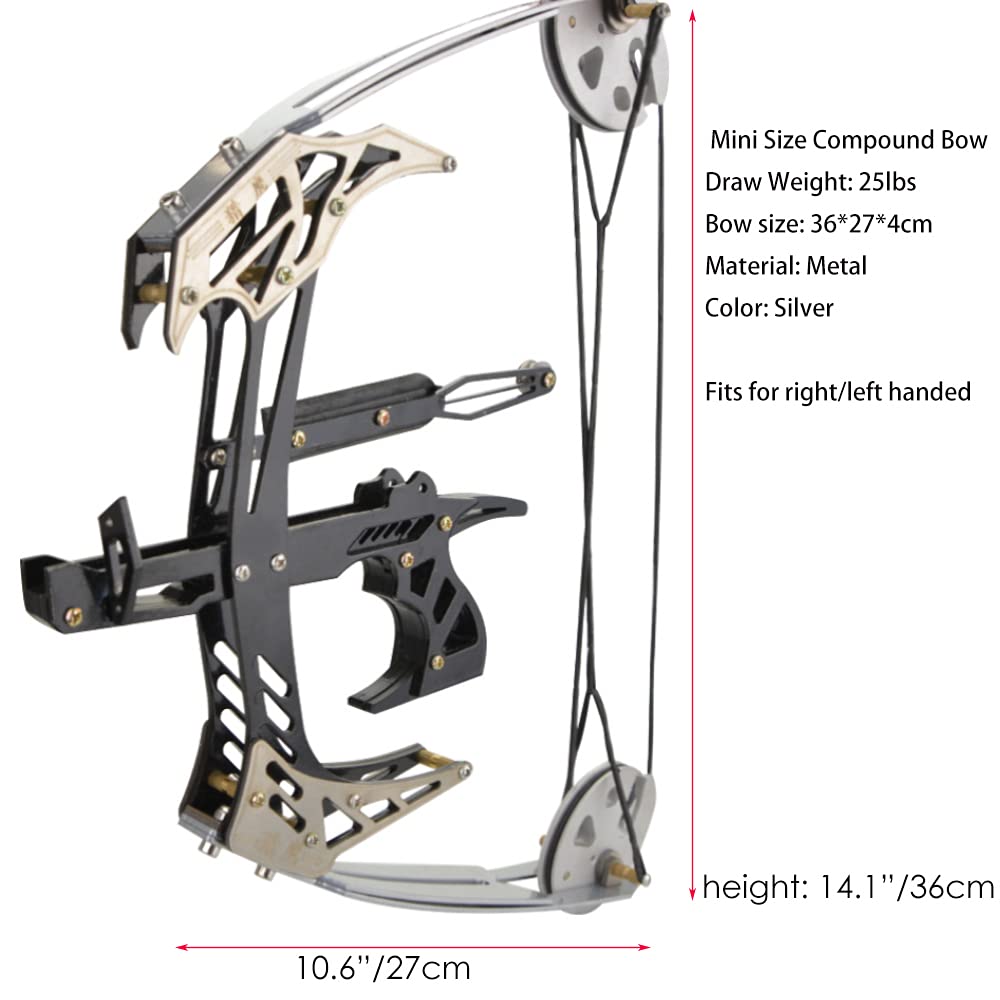 Mini Size Compound Bow
Draw Weight: 25lbs
Bow size: 36*27*4cm
Material: Metal
Color: Silver
Fits for right/left handed
height: 14.1”/36cm
10.6”/27cm